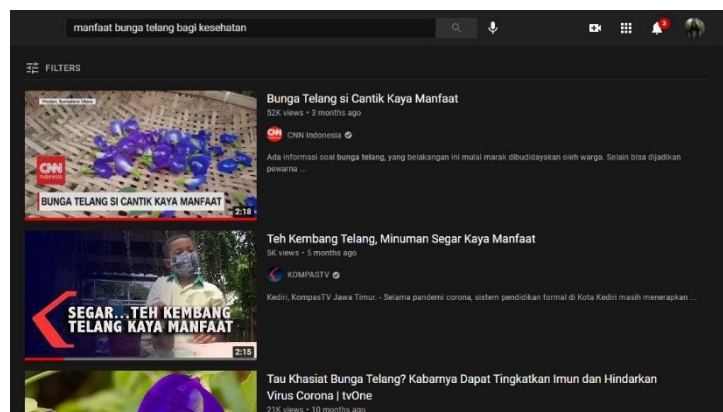 manfaat bunga telang bagi kesehatan
3
FILTERS
Bunga Telang si Cantik Kaya Manfaat
52K views • 3 months ago
CNN Indonesia
Ada informasi soal bunga telang, yang belakangan ini mulai marak dibudidayakan oleh warga. Selain bisa dijadikan
pewarna ...
Medan, Sumatera Utara
CNN
Indonesia
BUNGA TELANG SI CANTIK KAYA MANFAAT
2:18
Teh Kembang Telang, Minuman Segar Kaya Manfaat
5K views • 5 months ago
KOMPASTV
Kediri, KompasTV Jawa Timur. - Selama pandemi corona, sistem pendidikan formal di Kota Kediri masih menerapkan ...
SEGAR...TEH KEMBANG
TELANG KAYA MANFAAT
2:15
Tau Khasiat Bunga Telang? Kabarnya Dapat Tingkatkan Imun dan Hindarkan
Virus Corona | tvOne
21K views • 10 months ago